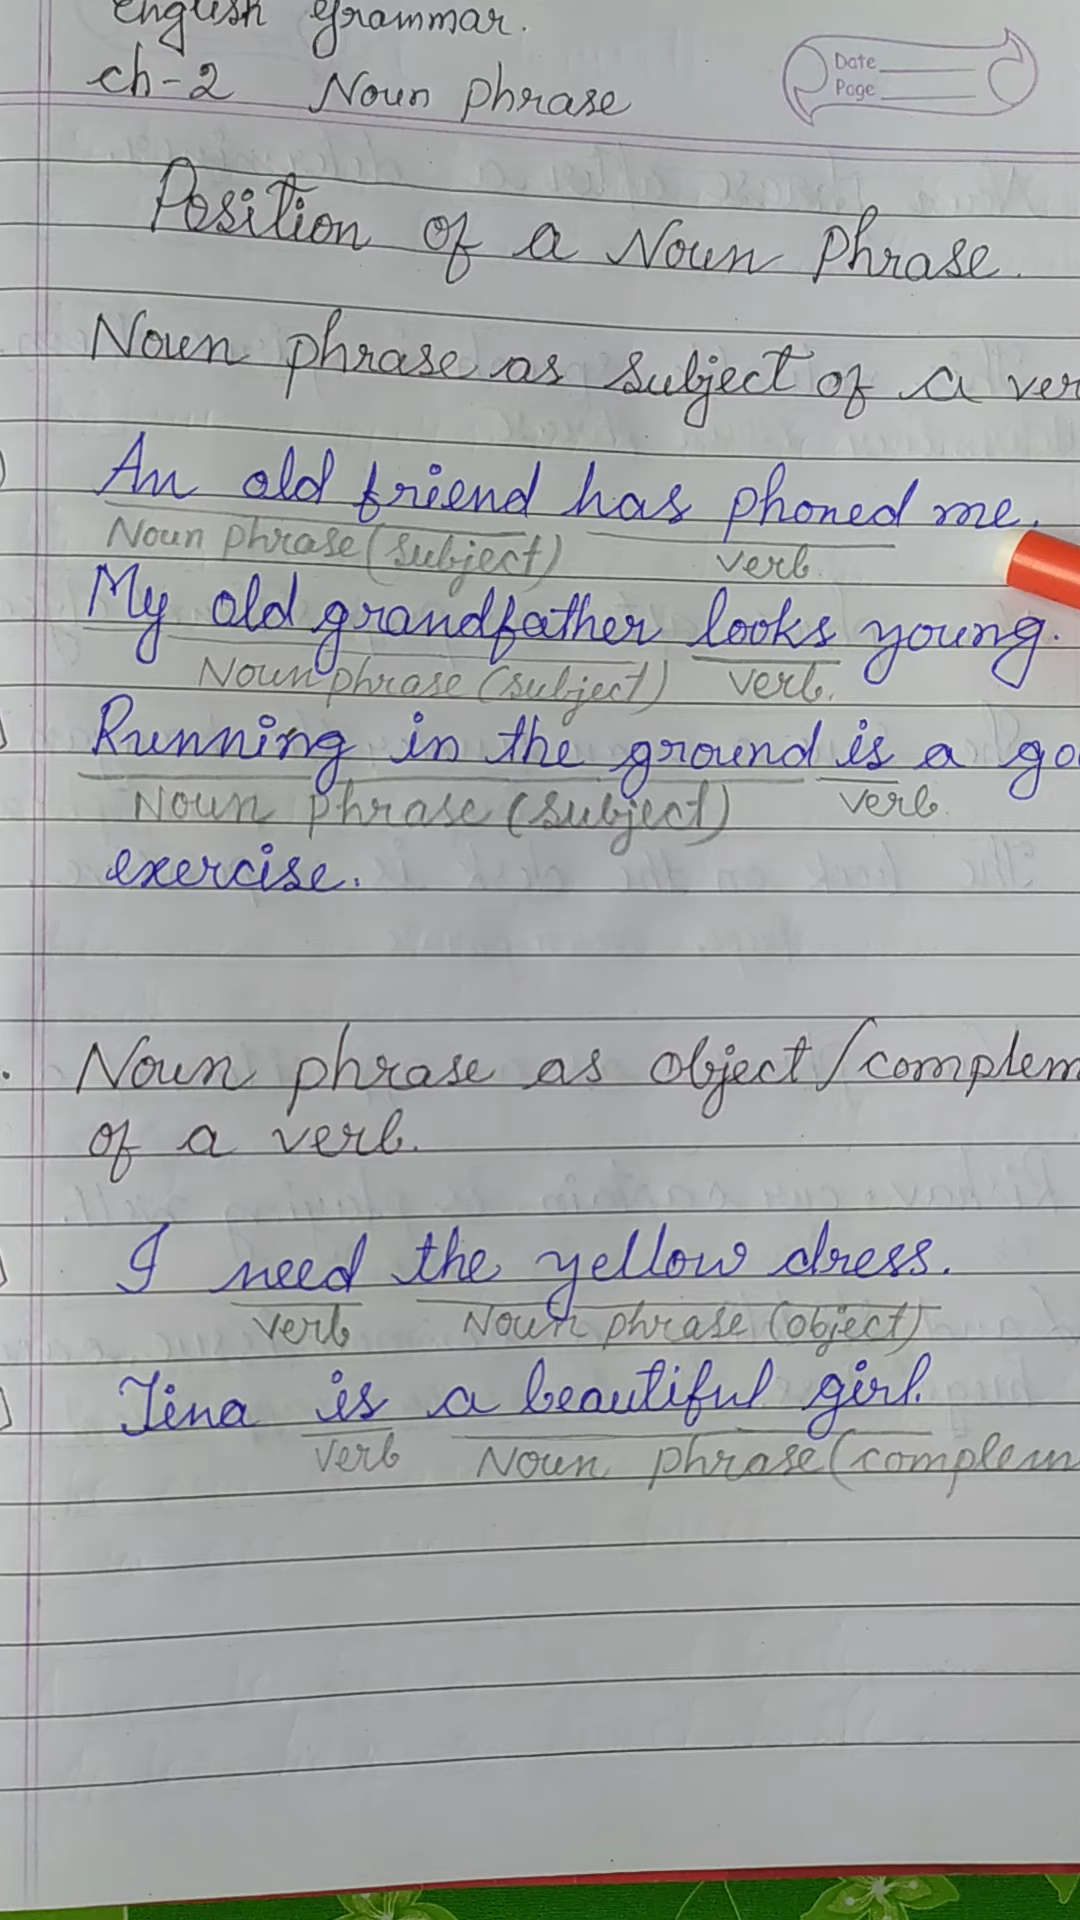 English Grammar.
ch-2 Noun phrase
Date
Page
Position of a Noun Phrase.
Noun phrase as subject of a ver
An old friend has phoned me.
Noun phrase (subject) verb.
My old grandfather looks young.
Noun phrase (subject) verb.
Running in the ground is a go
Noun phrase (subject) verb.
exercise.
Noun phrase as object/complem
of a verb.
I need the yellow dress.
verb Noun phrase (object)
Tina is a beautiful girl.
verb Noun phrase (complem